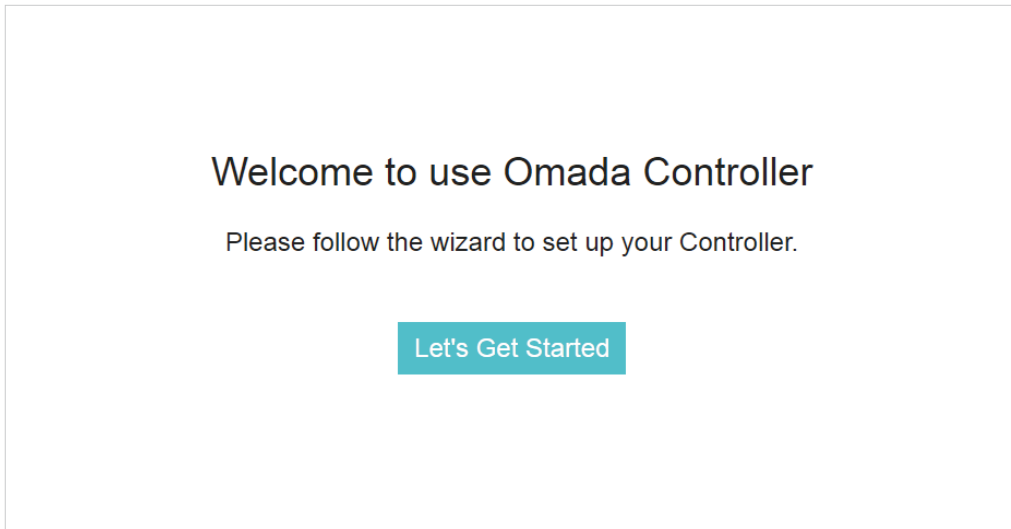 Welcome to use Omada Controller
Please follow the wizard to set up your Controller.
Let's Get Started